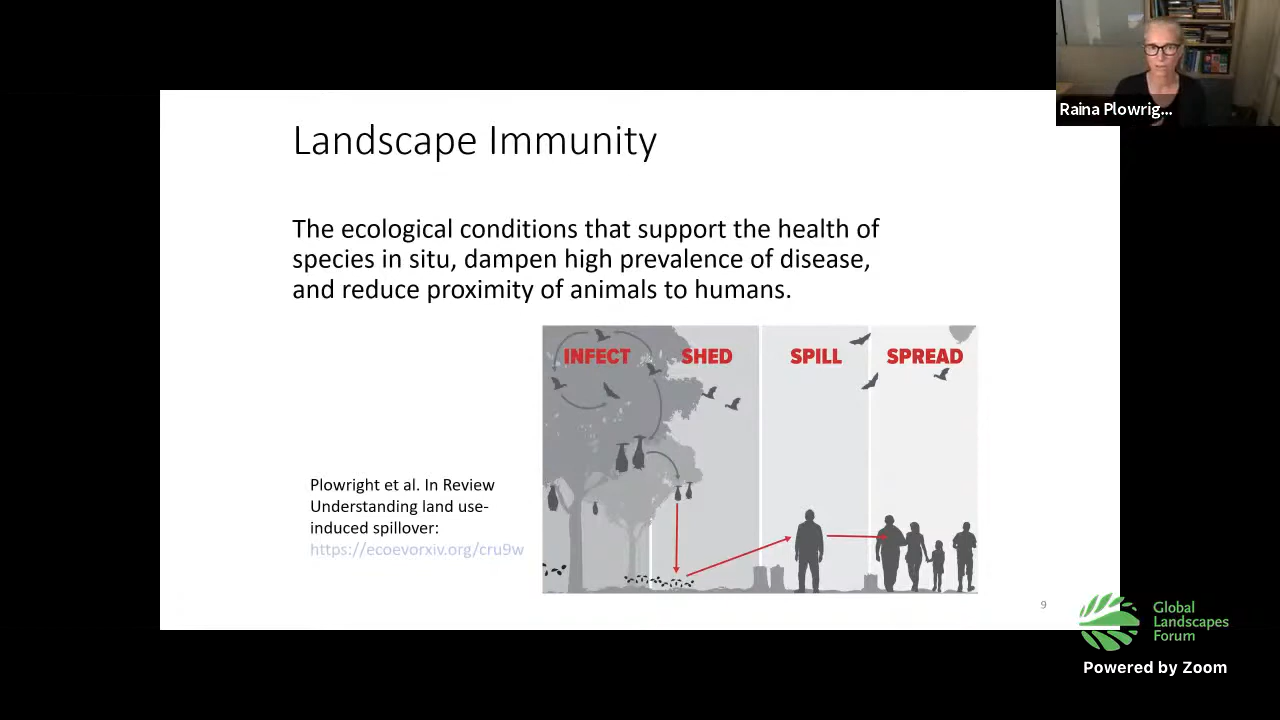 Raina Plowrig...
Landscape Immunity
The ecological conditions that support the health of
species in situ, dampen high prevalence of disease,
and reduce proximity of animals to humans.
INFECT SHED SPILL SPREAD
Plowright et al. In Review
Understanding land use-
induced spillover:
https://ecoevorxiv.org/cru9w
9
Global
Landscapes
Forum
Powered by Zoom